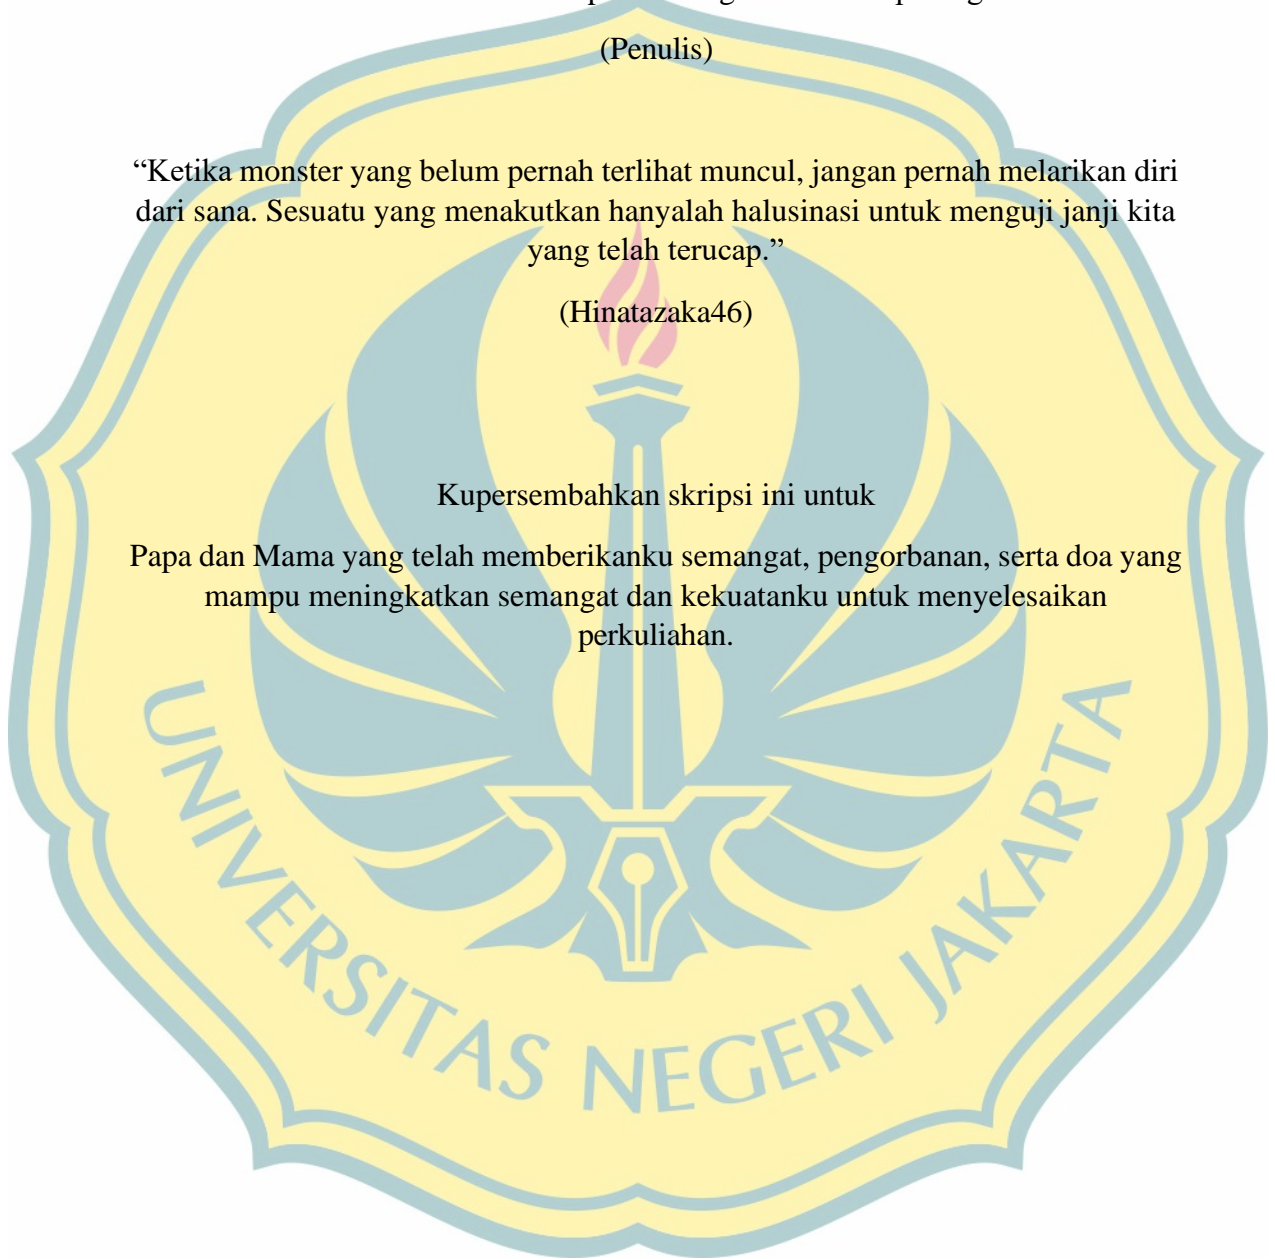 (Penulis)
“Ketika monster yang belum pernah terlihat muncul, jangan pernah melarikan diri
dari sana. Sesuatu yang menakutkan hanyalah halusinasi untuk menguji janji kita
yang telah terucap.”
(Hinatazaka46)
Kupersembahkan skripsi ini untuk
Papa dan Mama yang telah memberikanku semangat, pengorbanan, serta doa yang
mampu meningkatkan semangat dan kekuatanku untuk menyelesaikan
perkuliahan.
UNIVERSITAS NEGERI JAKARTA